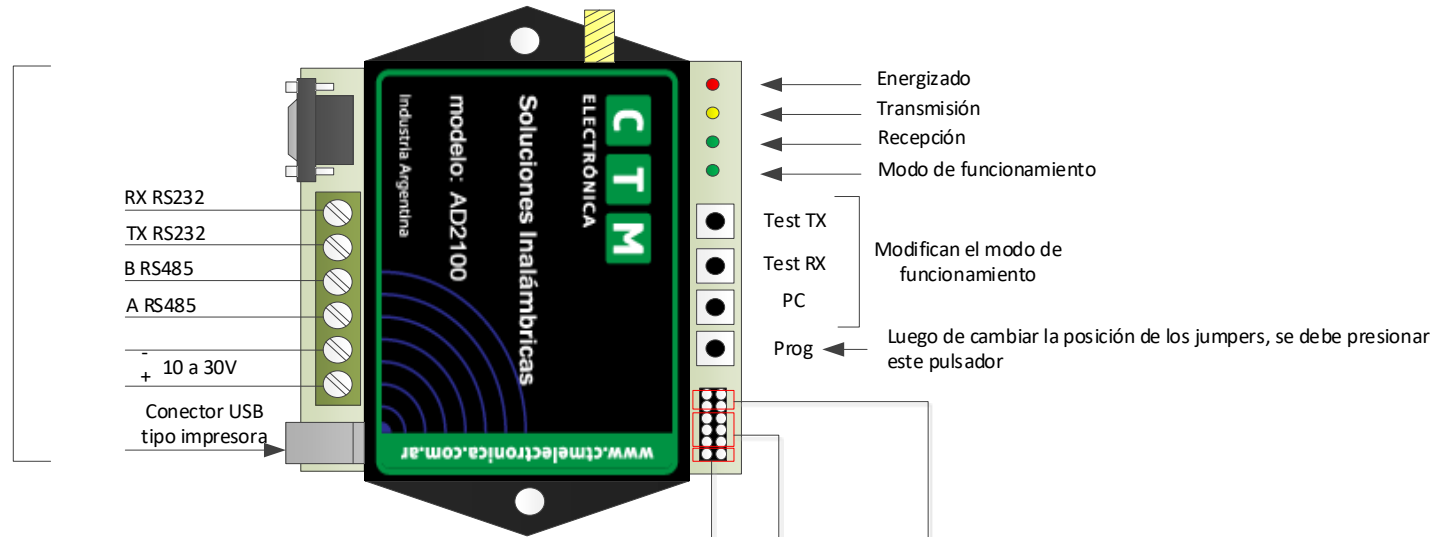 RX RS232
TX RS232
B RS485
A RS485
-
+ 10 a 30V
Conector USB
tipo impresora
C T M
ELECTRÓNICA
Soluciones Inalámbricas
modelo: AD2100
Industria Argentina
www.ctmelectronica.com.ar
Energizado
Transmisión
Recepción
Modo de funcionamiento
Test TX
Test RX
PC
Modifican el modo de
funcionamiento
Prog
Luego de cambiar la posición de los jumpers, se debe presionar
este pulsador